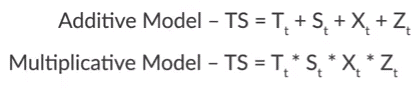 Additive Model – TS = Tₜ + Sₜ + Xₜ + Zₜ
Multiplicative Model – TS = Tₜ * Sₜ * Xₜ * Zₜ